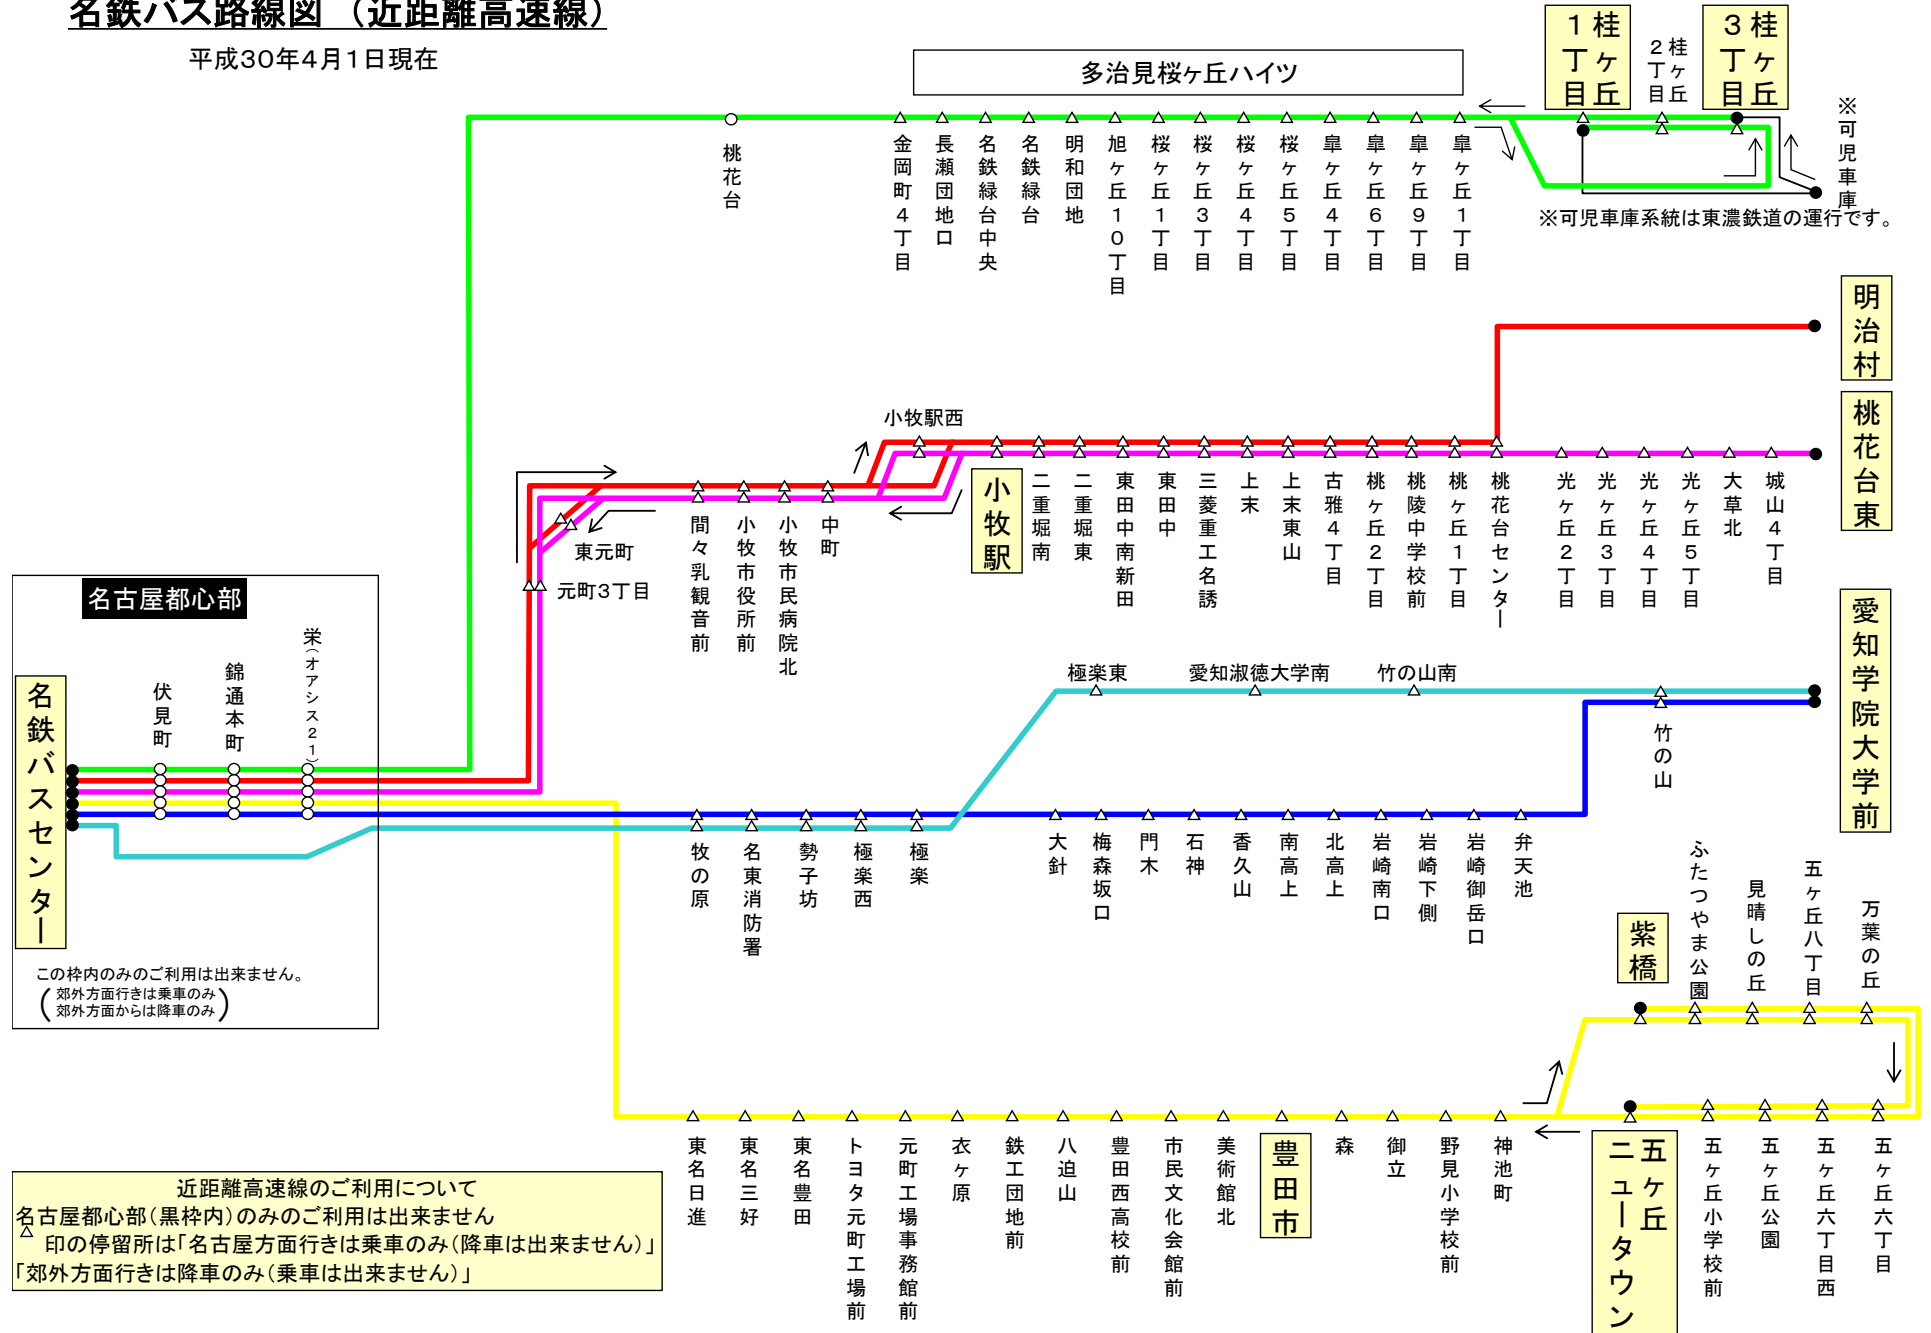 名鉄バス路線図 （近距離高速線）
平成30年4月1日現在
多治見桜ヶ丘ハイツ
桂ヶ丘1丁目
桂ヶ丘2丁目
桂ヶ丘3丁目
※可児車庫
※可児車庫系統は東濃鉄道の運行です。
桃花台
金岡町4丁目
長瀬団地口
名鉄緑台中央
名鉄緑台
明和団地
旭ヶ丘10丁目
桜ヶ丘1丁目
桜ヶ丘3丁目
桜ヶ丘4丁目
桜ヶ丘5丁目
皐ヶ丘4丁目
皐ヶ丘6丁目
皐ヶ丘9丁目
皐ヶ丘1丁目
明治村
桃花台東
小牧駅西
小牧駅
二重堀南
二重堀東
東田中南新田
東田中
三菱重工名誘
上末
上末東山
古雅4丁目
桃ヶ丘2丁目
桃陵中学校前
桃ヶ丘1丁目
桃花台センター
光ヶ丘2丁目
光ヶ丘3丁目
光ヶ丘4丁目
光ヶ丘5丁目
大草北
城山4丁目
東元町
元町3丁目
間々乳観音前
小牧市役所前
小牧市民病院北
中町
名古屋都心部
名鉄バスセンター
伏見町
錦通本町
栄（オアシス21）
この枠内のみのご利用は出来ません。
（郊外方面行きは乗車のみ
郊外方面からは降車のみ）
愛知学院大学前
極楽東
愛知淑徳大学南
竹の山南
竹の山
牧の原
名東消防署
勢子坊
極楽西
極楽
大針
梅森坂口
門木
石神
香久山
南高上
北高上
岩崎南口
岩崎下側
岩崎御岳口
弁天池
紫橋
ふたつやま公園
見晴しの丘
五ヶ丘八丁目
万葉の丘
東名日進
東名三好
東名豊田
トヨタ元町工場前
元町工場事務館前
衣ヶ原
鉄工団地前
八迫山
豊田西高校前
市民文化会館前
美術館北
豊田市
森
御立
野見小学校前
神池町
五ヶ丘ニュータウン
五ヶ丘小学校前
五ヶ丘公園
五ヶ丘六丁目西
五ヶ丘六丁目
近距離高速線のご利用について
名古屋都心部（黒枠内）のみのご利用は出来ません
△印の停留所は「名古屋方面行きは乗車のみ（降車は出来ません）」
「郊外方面行きは降車のみ（乗車は出来ません）」